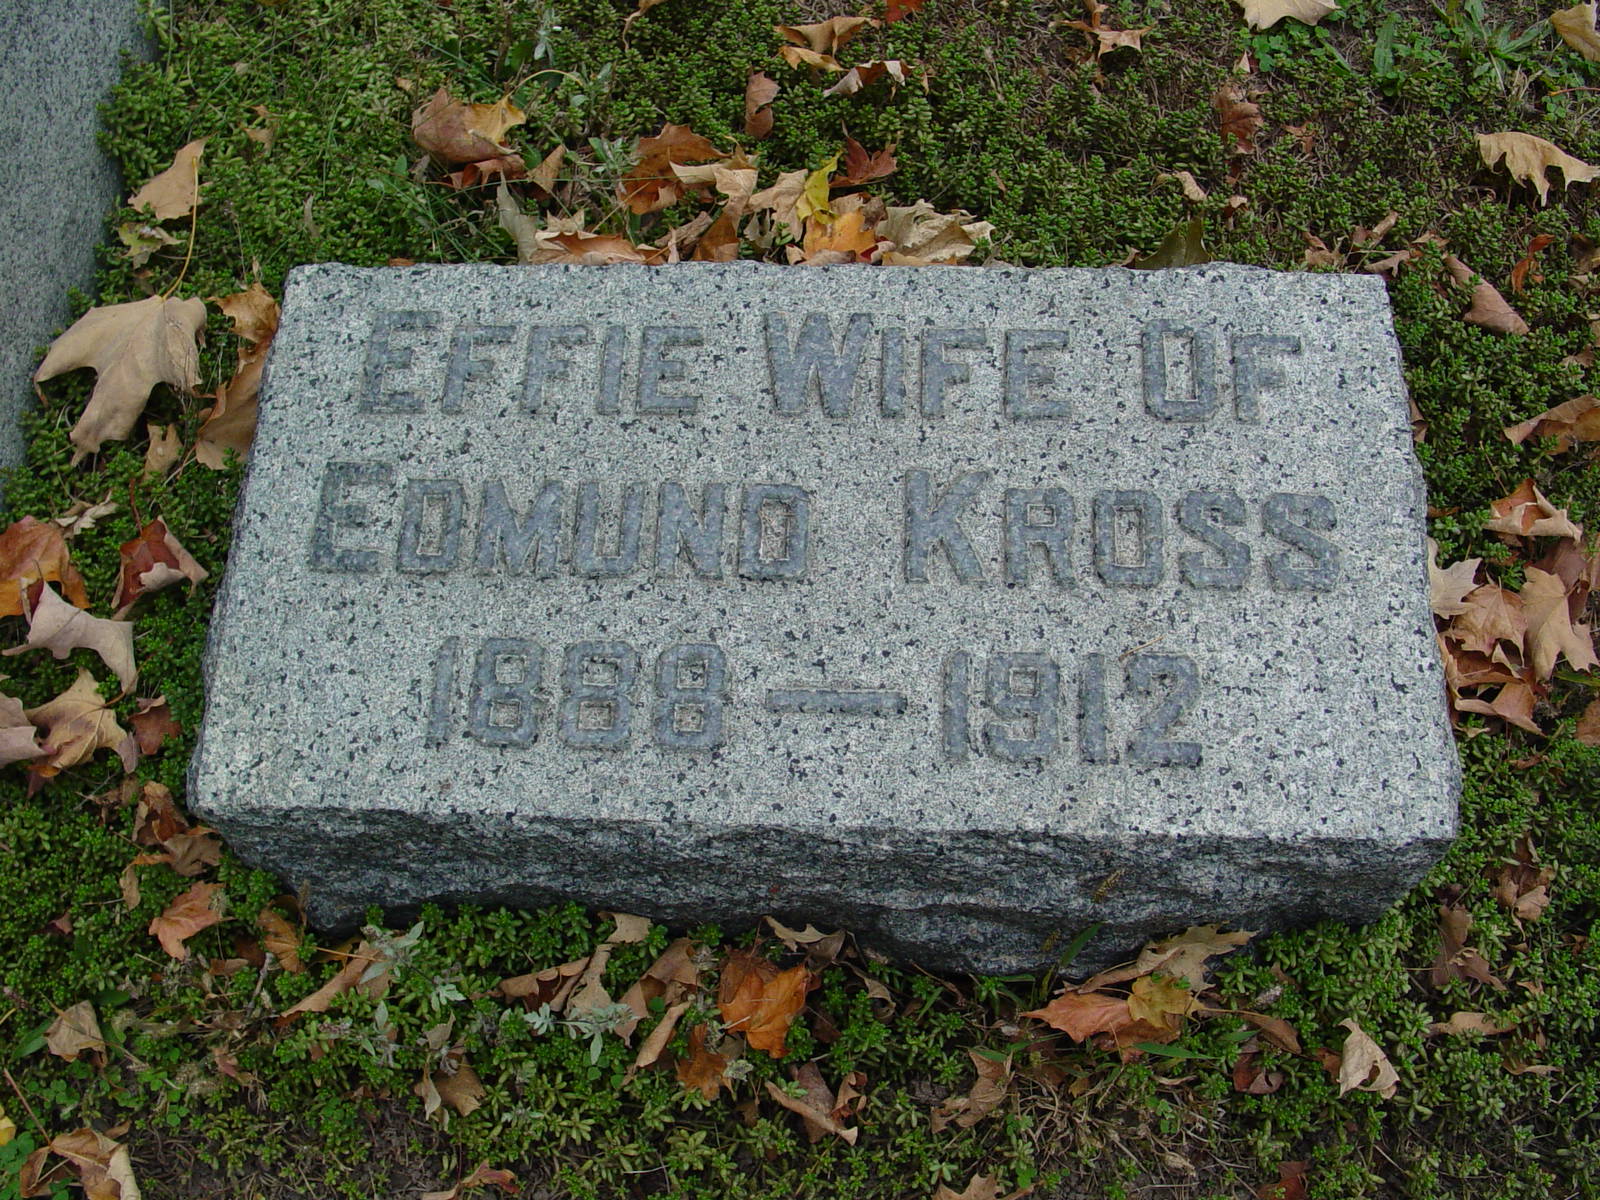 EFFIE WIFE OF
EDMUND KROSS
1888 — 1912